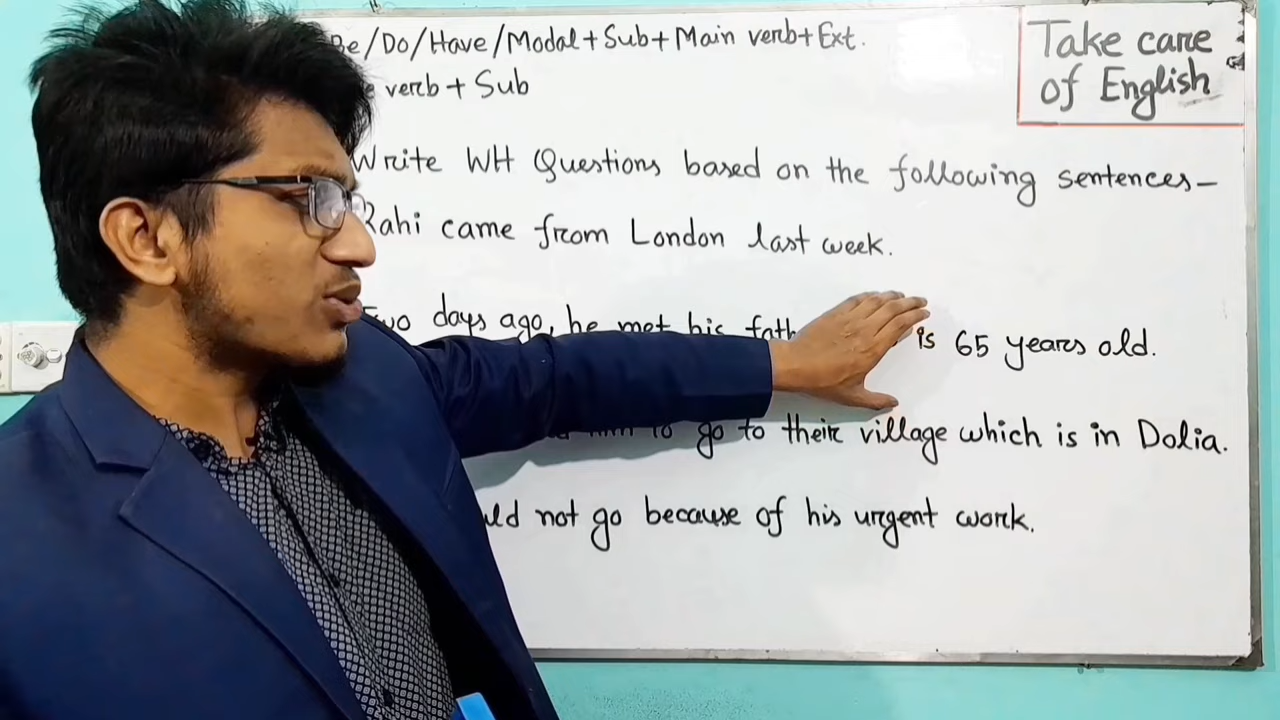 Be/Do/Have/Modal+Sub+Main verb+Ext.
verb + Sub
Take care
of English
Write WH Questions based on the following sentences-
Rahi came from London last week.
Two days ago, he met his is 65 years old.
him to go to their village which is in Dolia.
not go because of his urgent work.